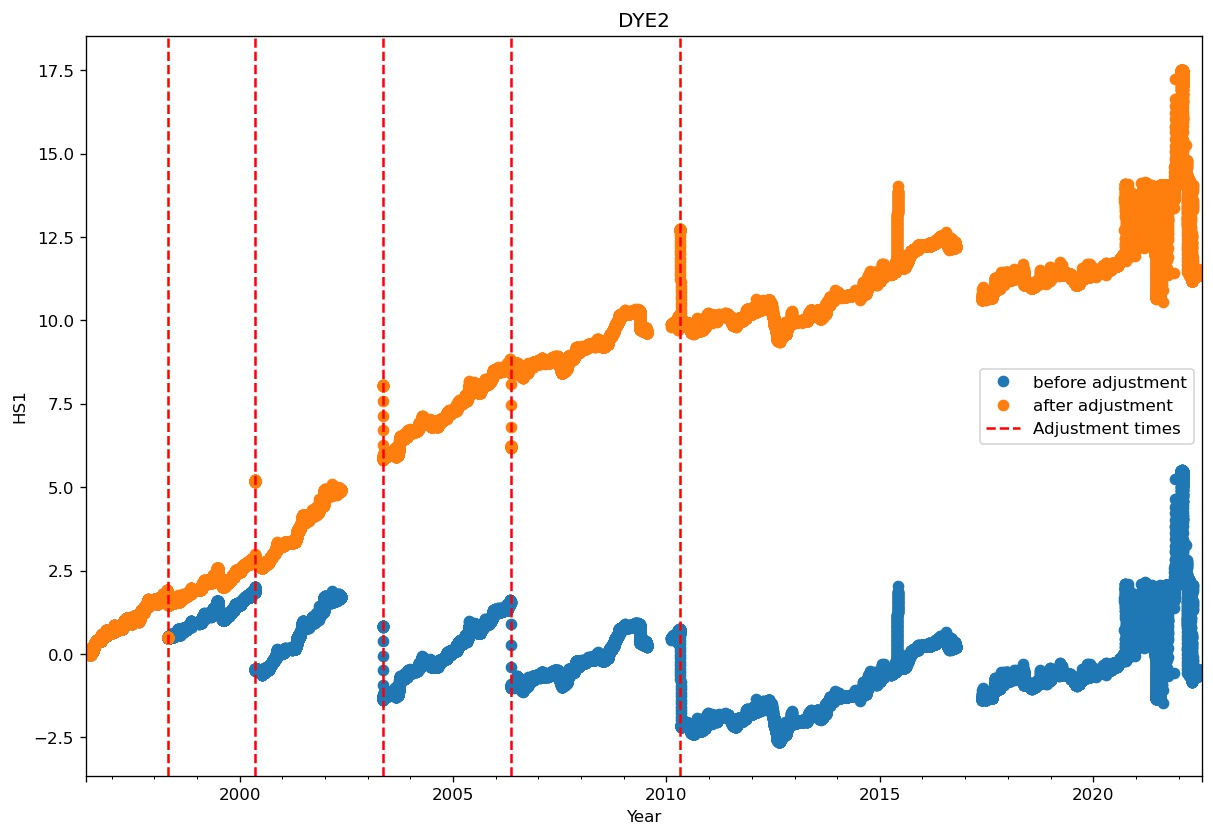 DYE2
17.5
15.0
12.5
10.0
7.5
5.0
2.5
0.0
−2.5
HS1
before adjustment
after adjustment
Adjustment times
2000 2005 2010 2015 2020
Year